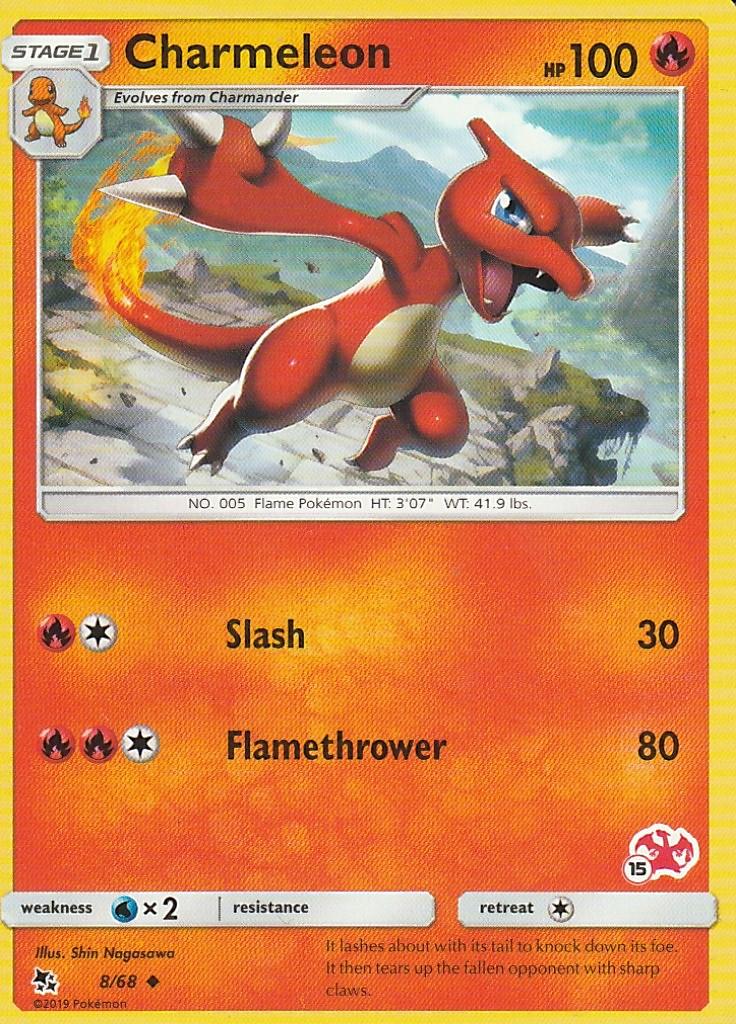 STAGE1
Charmeleon
HP 100
Evolves from Charmander
NO. 005 Flame Pokémon HT: 3'07" WT: 41.9 lbs.
Slash 30
Flamethrower 80
15
weakness ×2 resistance retreat
Illus. Shin Nagasawa
8/68
©2019 Pokémon
It lashes about with its tail to knock down its foe.
It then tears up the fallen opponent with sharp
claws.